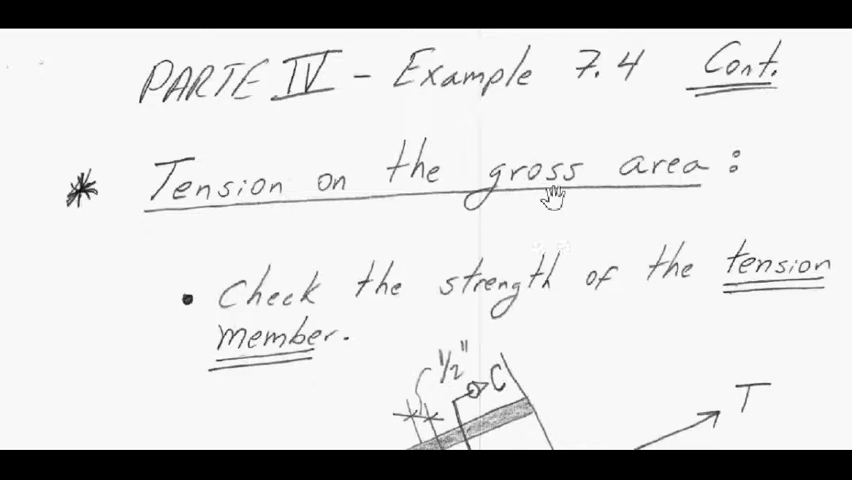 PARTE IV - Example 7.4 Cont.
* Tension on the gross area:
• Check the strength of the tension
member.
1/2"
C
T